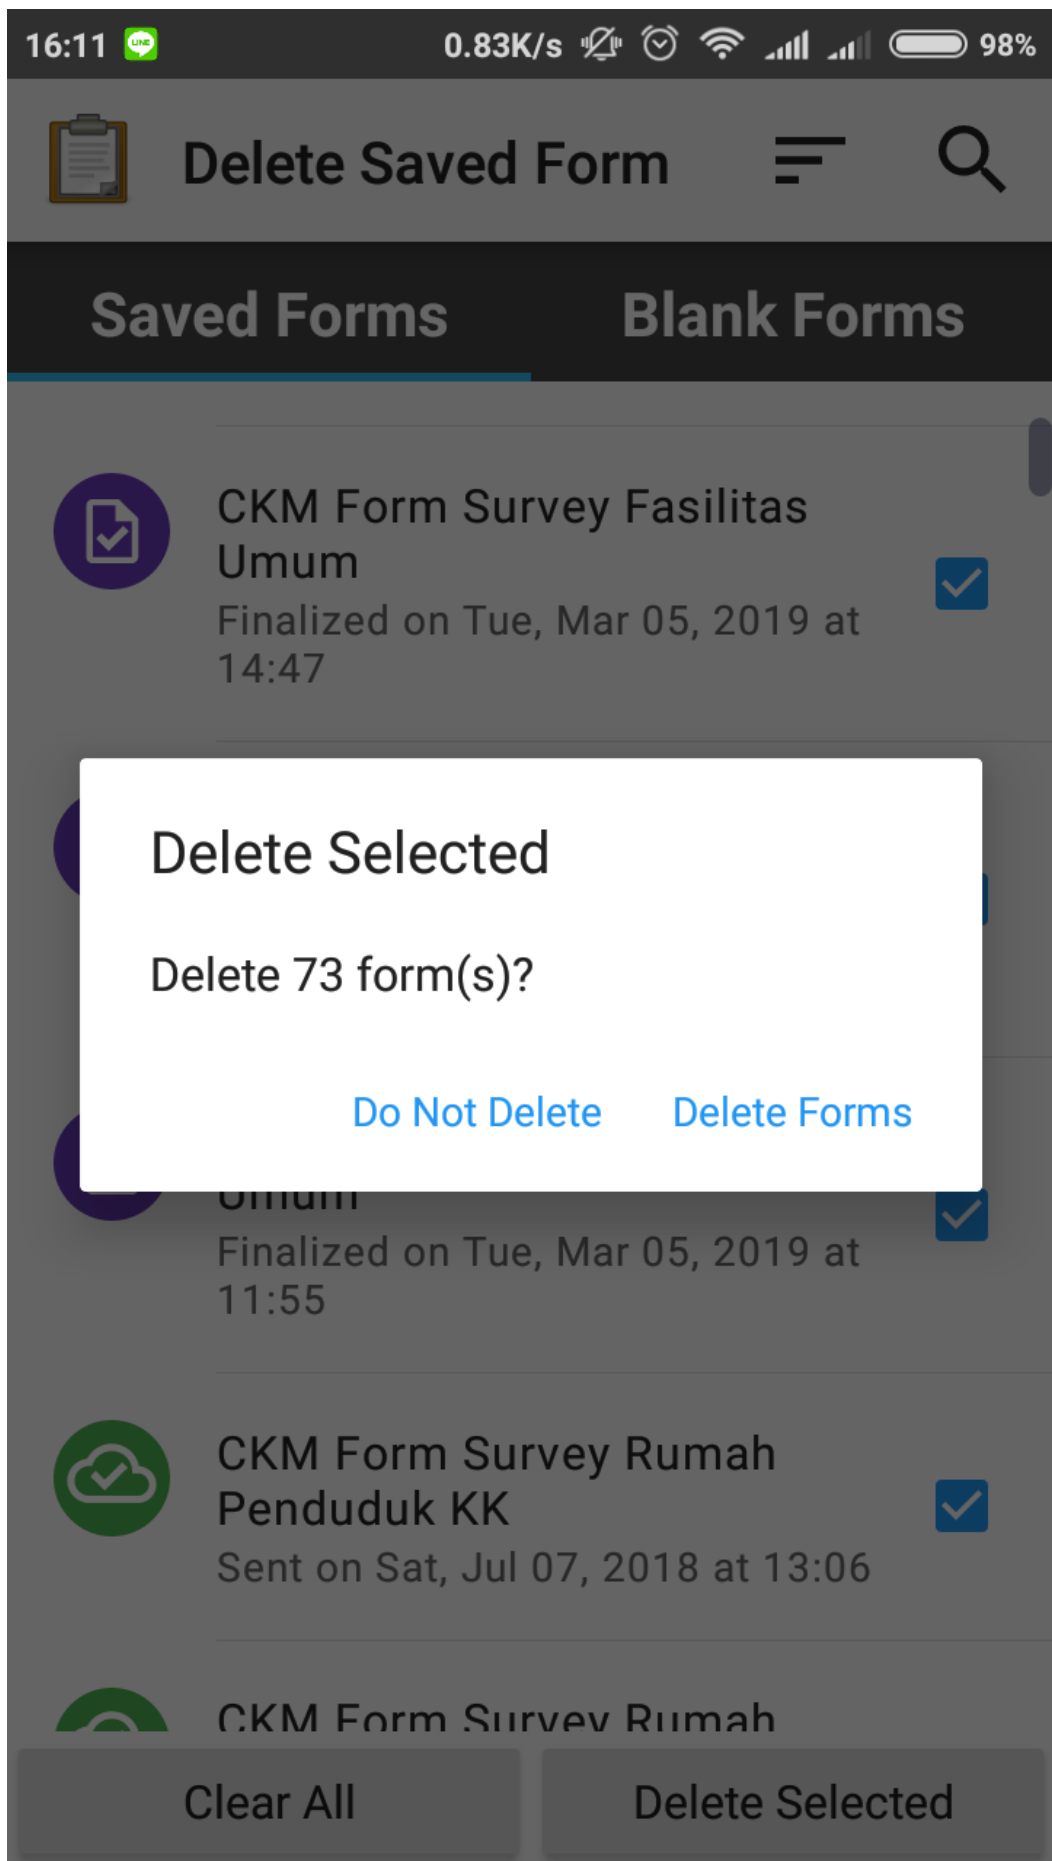 16:11 LINE 0.83K/s 98%
Delete Saved Form
Saved Forms Blank Forms
CKM Form Survey Fasilitas
Umum
Finalized on Tue, Mar 05, 2019 at
14:47
Delete Selected
Delete 73 form(s)?
Do Not Delete Delete Forms
Umum
Finalized on Tue, Mar 05, 2019 at
11:55
CKM Form Survey Rumah
Penduduk KK
Sent on Sat, Jul 07, 2018 at 13:06
CKM Form Survey Rumah
Clear All Delete Selected